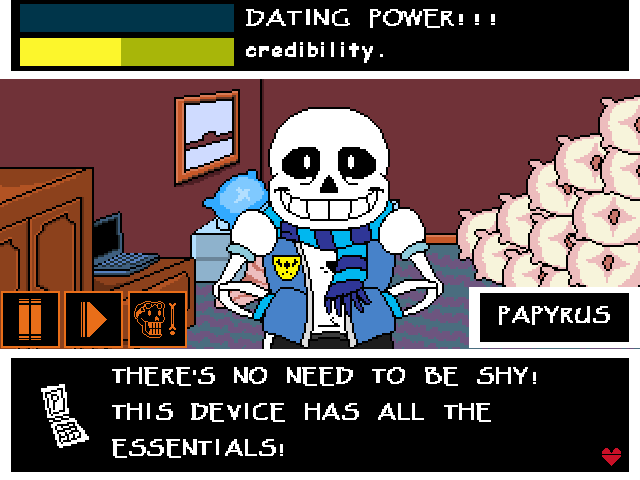 DATING POWER!!!
credibility.
PAPYRUS
THERE'S NO NEED TO BE SHY!
THIS DEVICE HAS ALL THE
ESSENTIALS!